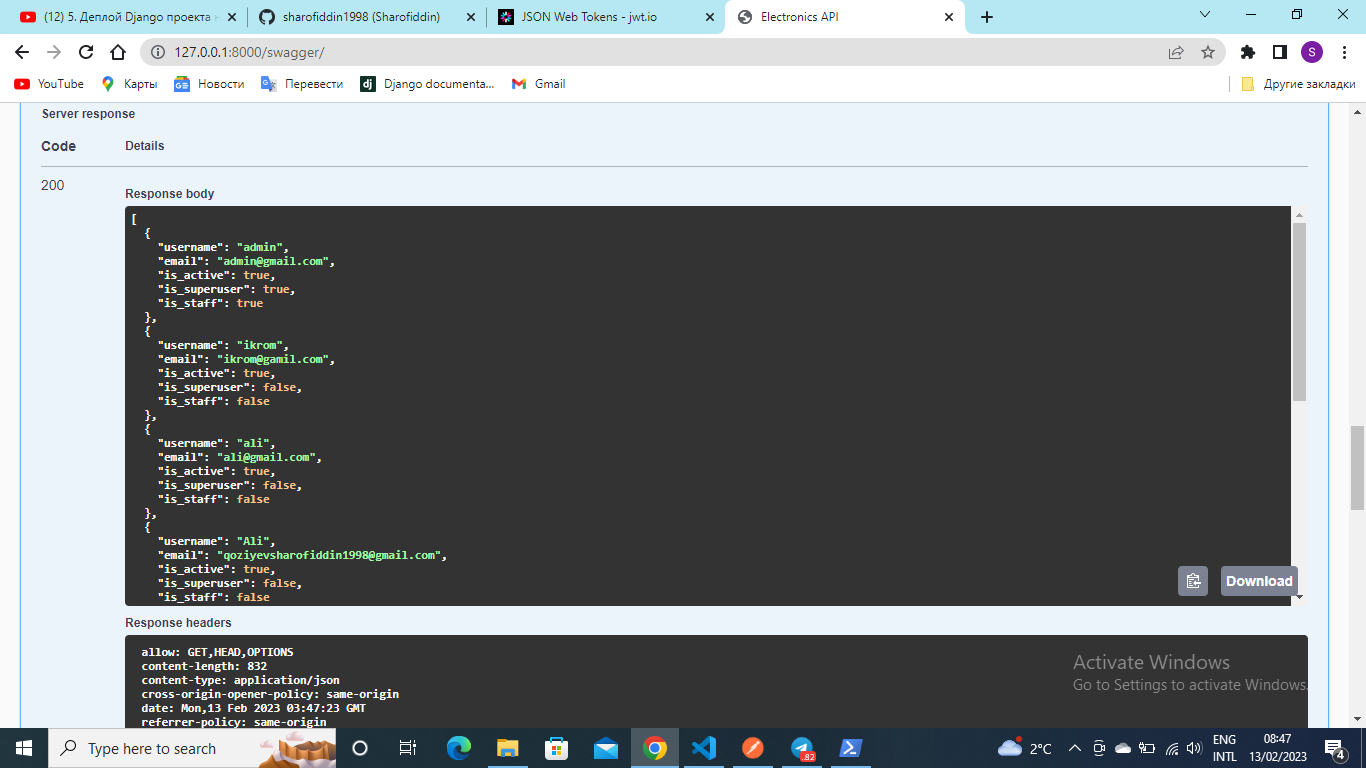 (12) 5. Деплой Django проекта н
sharofiddin1998 (Sharofiddin)
JSON Web Tokens - jwt.io
Electronics API
127.0.0.1:8000/swagger/
S
YouTube
Карты
Новости
Перевести
dj
Django documenta...
Gmail
Другие закладки
Server response
Code
Details
200
Response body
[
{
"username": "admin",
"email": "admin@gmail.com",
"is_active": true,
"is_superuser": true,
"is_staff": true
},
{
"username": "ikrom",
"email": "ikrom@gamil.com",
"is_active": true,
"is_superuser": false,
"is_staff": false
},
{
"username": "ali",
"email": "ali@gmail.com",
"is_active": true,
"is_superuser": false,
"is_staff": false
},
{
"username": "Ali",
"email": "qoziyevsharofiddin1998@gmail.com",
"is_active": true,
"is_superuser": false,
"is_staff": false
Download
Response headers
allow: GET,HEAD,OPTIONS
content-length: 832
content-type: application/json
cross-origin-opener-policy: same-origin
date: Mon,13 Feb 2023 03:47:23 GMT
referrer-policy: same-origin
Activate Windows
Go to Settings to activate Windows.
Type here to search
82
2°C
ENG
INTL
08:47
13/02/2023
4